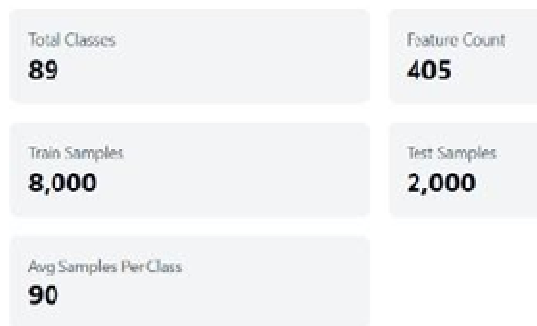 Total Classes
89
Feature Count
405
Train Samples
8,000
Test Samples
2,000
Avg Samples Per Class
90